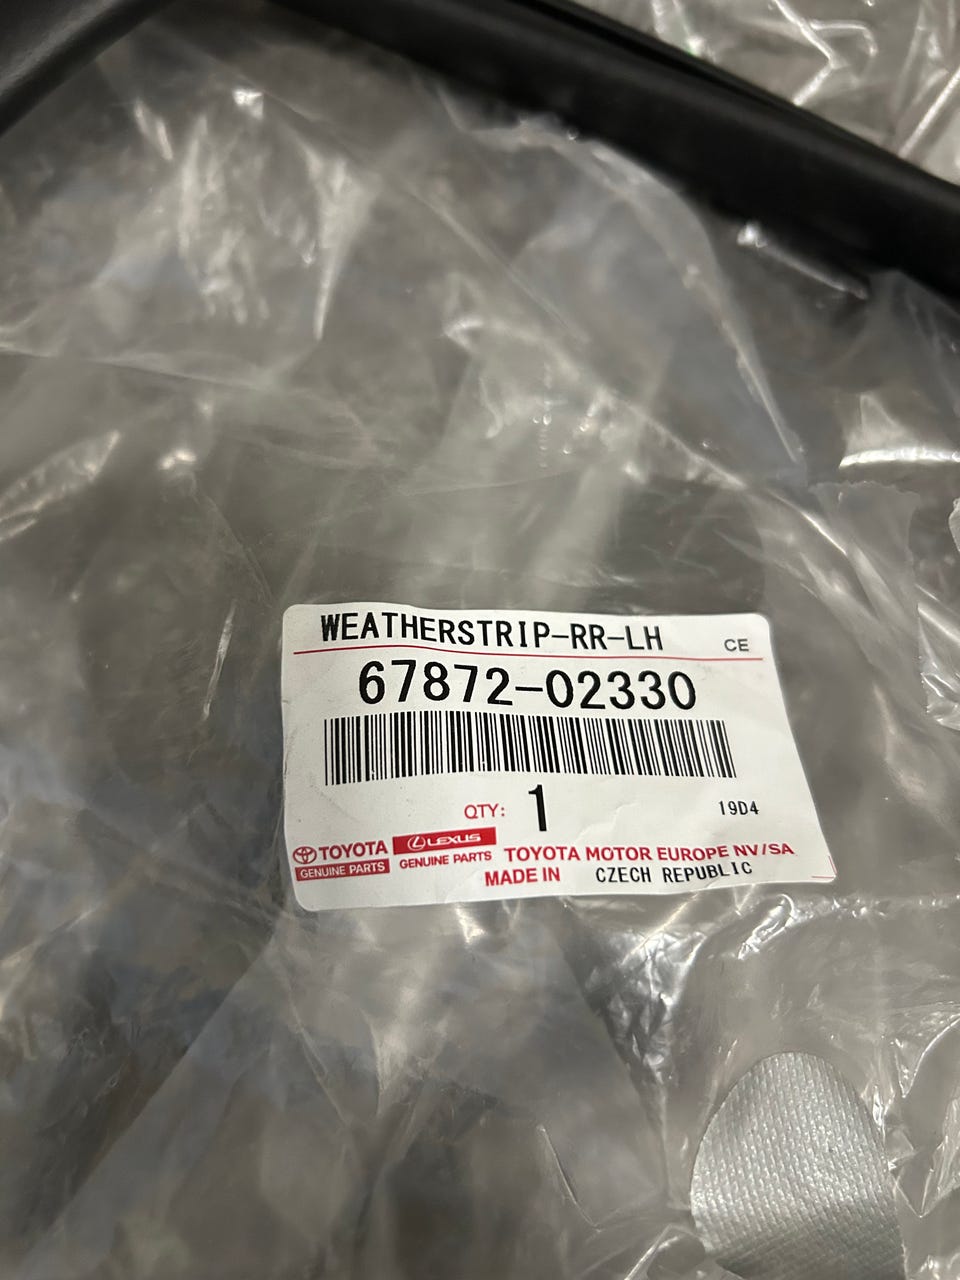 WEATHERSTRIP-RR-LH CE
67872-02330
QTY: 1 19D4
TOYOTA LEXUS
GENUINE PARTS GENUINE PARTS TOYOTA MOTOR EUROPE NV/SA
MADE IN CZECH REPUBLIC